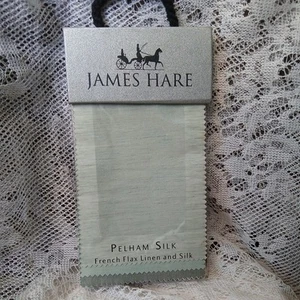 JAMES HARE
PELHAM SILK
French Flax Linen and Silk